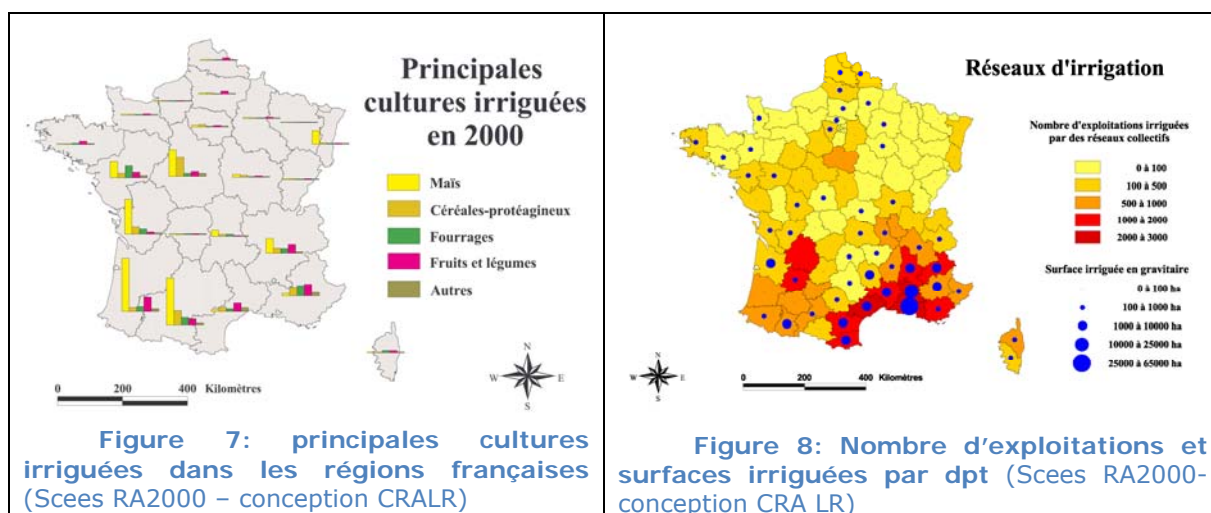 Principales
cultures irriguées
en 2000
Maïs
Céréales-protéagineux
Fourrages
Fruits et légumes
Autres
N
W E
S
0 200 400 Kilomètres
Figure 7: principales cultures
irriguées dans les régions françaises
(Scees RA2000 – conception CRALR)
Réseaux d'irrigation
Nombre d'exploitations irriguées
par des réseaux collectifs
0 à 100
100 à 500
500 à 1000
1000 à 2000
2000 à 3000
Surface irriguée en gravitaire
0 à 100 ha
100 à 1000 ha
1000 à 10000 ha
10000 à 25000 ha
25000 à 65000 ha
N
W E
S
0 200 400 Kilomètres
Figure 8: Nombre d’exploitations et
surfaces irriguées par dpt (Scees RA2000-
conception CRA LR)